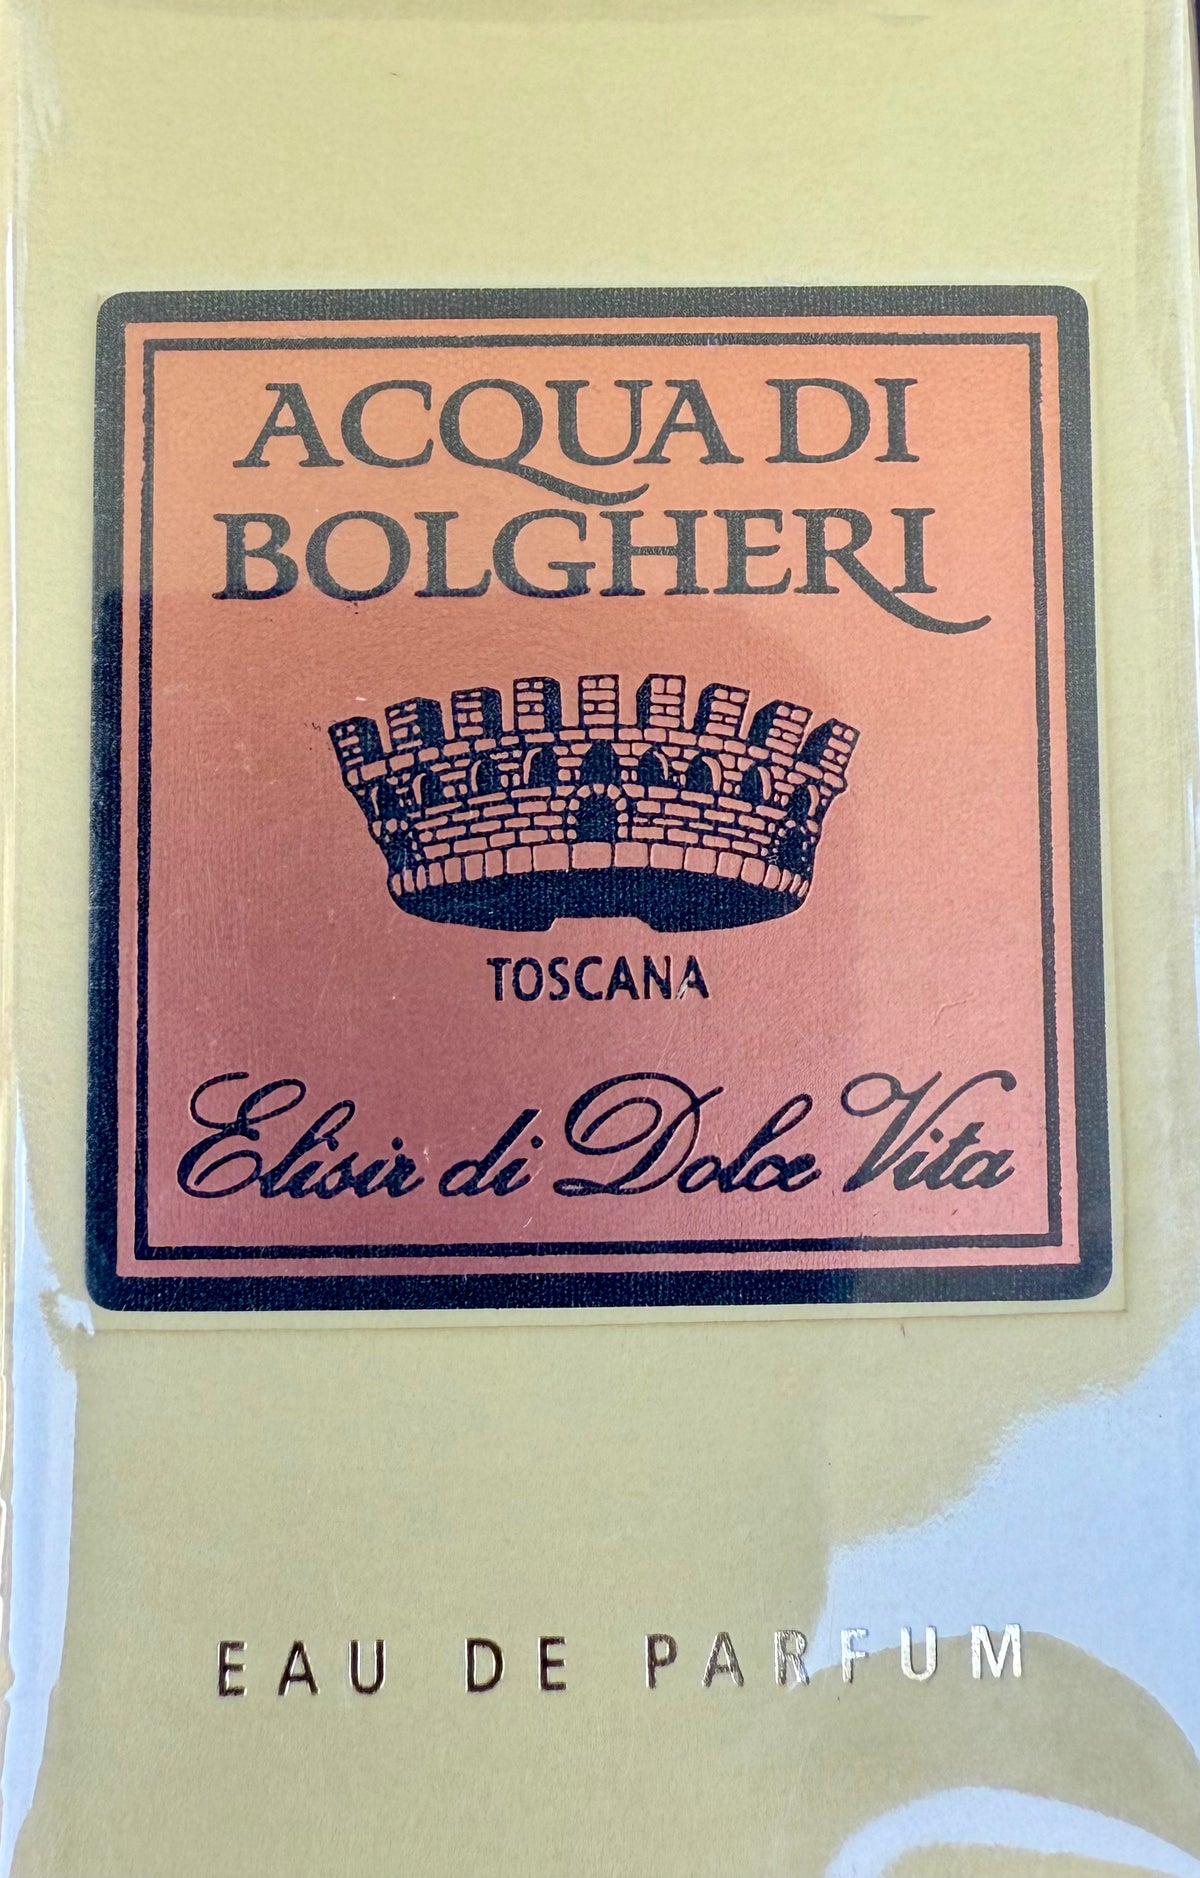 ACQUA DI
BOLGHERI
TOSCANA
Elisir di Dolce Vita
EAU DE PARFUM